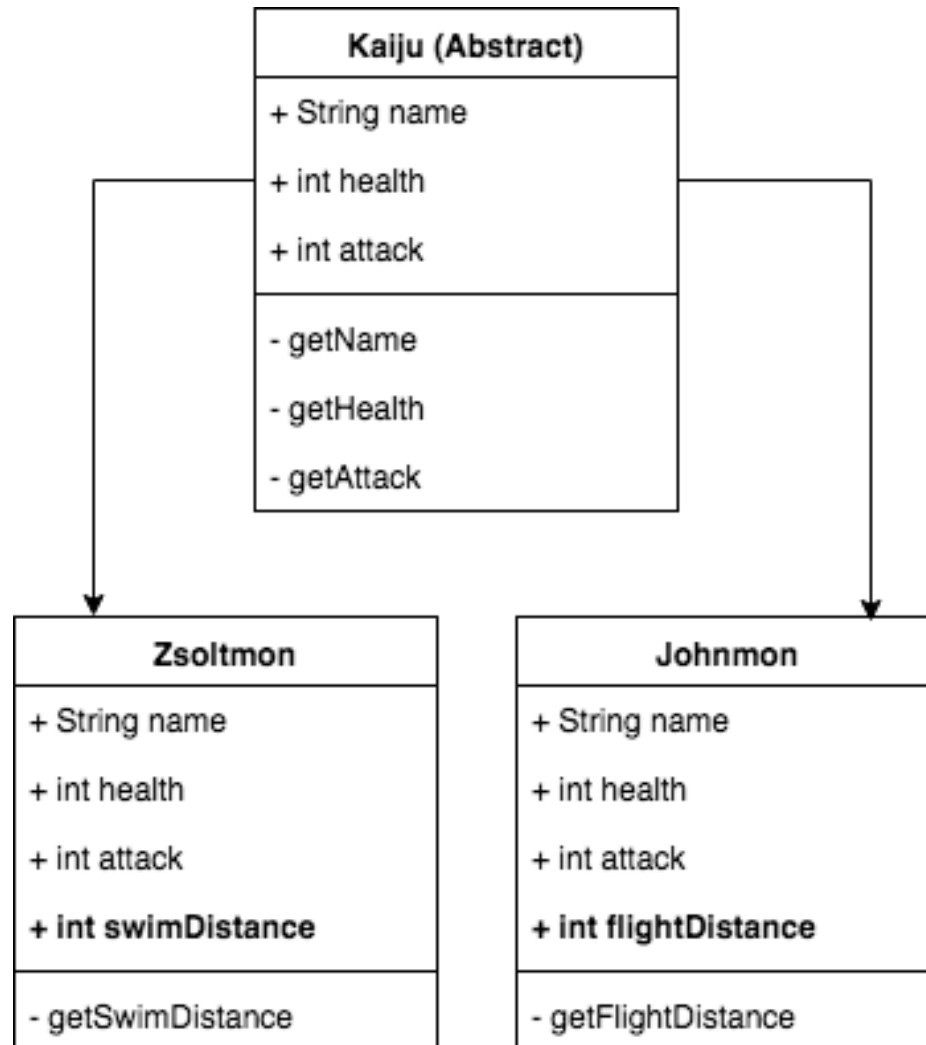 Kaiju (Abstract)
+ String name
+ int health
+ int attack
- getName
- getHealth
- getAttack
Zsoltmon
+ String name
+ int health
+ int attack
+ int swimDistance
- getSwimDistance
Johnmon
+ String name
+ int health
+ int attack
+ int flightDistance
- getFlightDistance